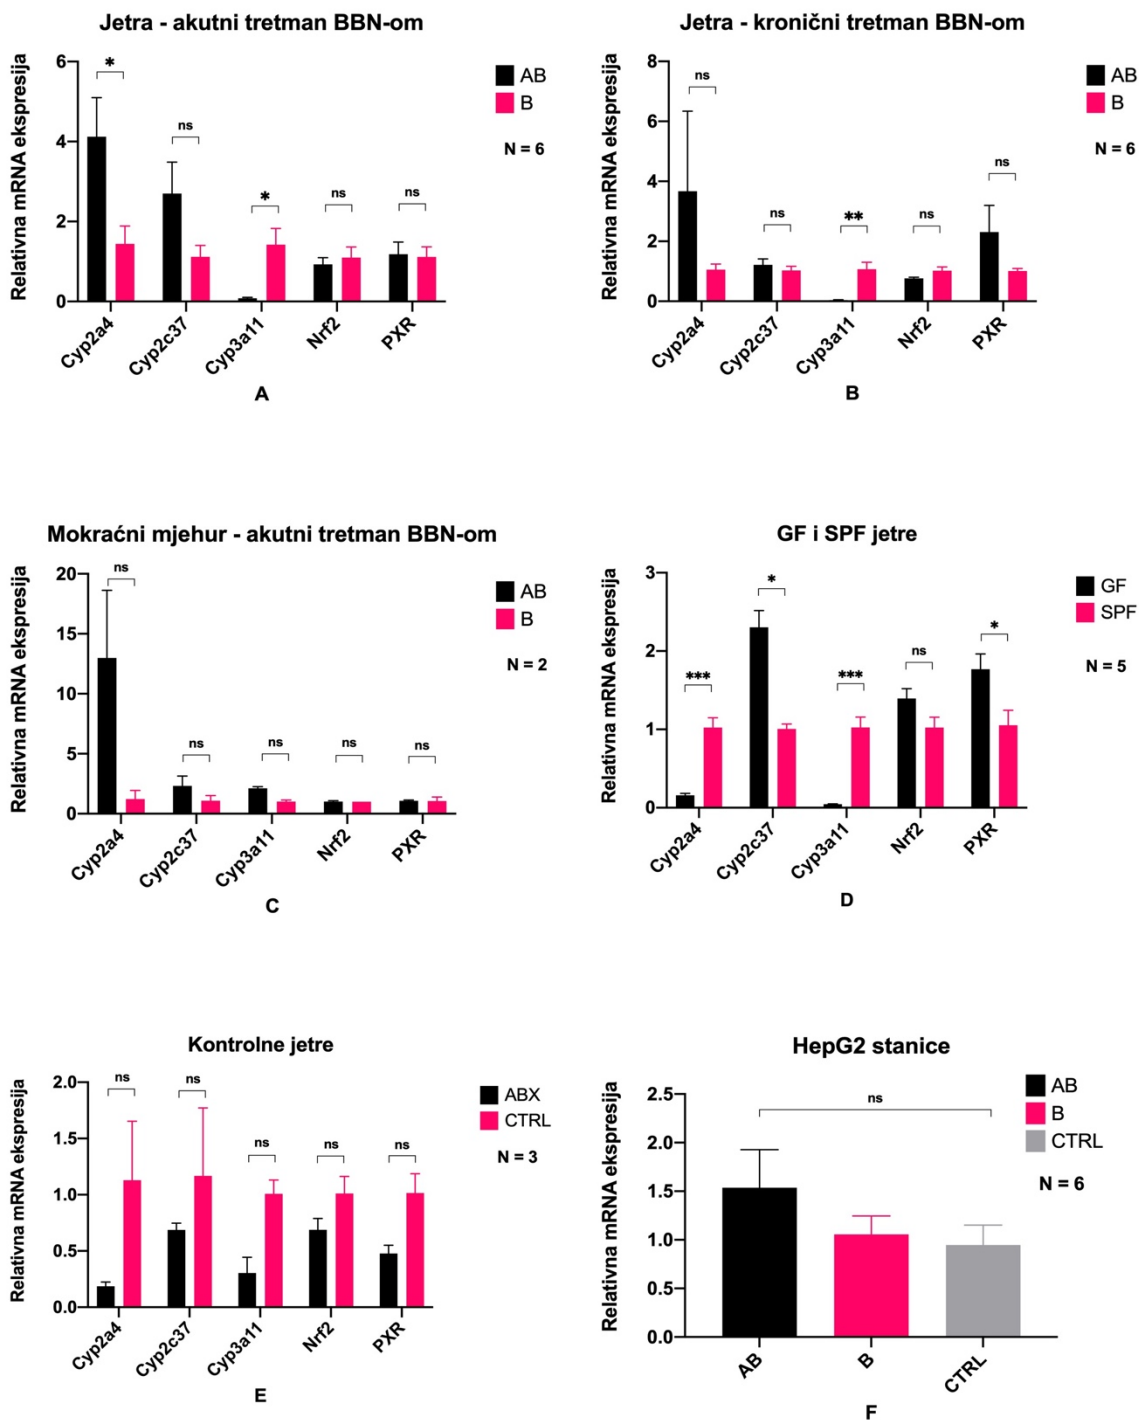 Jetra - akutni tretman BBN-om
Relativna mRNA ekspresija
6
4
2
0
*
ns
*
ns
ns
AB
B
N = 6
Cyp2a4
Cyp2c37
Cyp3a11
Nrf2
PXR
A
Jetra - kronični tretman BBN-om
Relativna mRNA ekspresija
8
6
4
2
0
ns
ns
**
ns
ns
AB
B
N = 6
Cyp2a4
Cyp2c37
Cyp3a11
Nrf2
PXR
B
Mokraćni mjehur - akutni tretman BBN-om
Relativna mRNA ekspresija
20
15
10
5
0
ns
ns
ns
ns
ns
AB
B
N = 2
Cyp2a4
Cyp2c37
Cyp3a11
Nrf2
PXR
C
GF i SPF jetre
Relativna mRNA ekspresija
3
2
1
0
***
*
***
ns
*
GF
SPF
N = 5
Cyp2a4
Cyp2c37
Cyp3a11
Nrf2
PXR
D
Kontrolne jetre
Relativna mRNA ekspresija
2.0
1.5
1.0
0.5
0.0
ns
ns
ns
ns
ns
ABX
CTRL
N = 3
Cyp2a4
Cyp2c37
Cyp3a11
Nrf2
PXR
E
HepG2 stanice
Relativna mRNA ekspresija
2.5
2.0
1.5
1.0
0.5
0.0
ns
AB
B
CTRL
N = 6
AB
B
CTRL
F